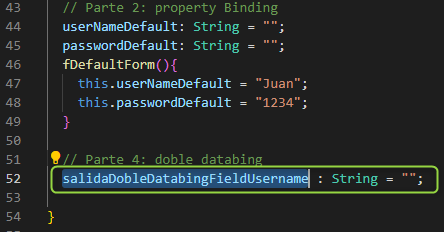 43 // Parte 2: property Binding
44 userNameDefault: String = "";
45 passwordDefault: String = "";
46 fDefaultForm(){
47 this.userNameDefault = "Juan";
48 this.passwordDefault = "1234";
49 }
50
51 // Parte 4: doble databing
52 salidaDobleDatabingFieldUsername : String = "";
53
54 }